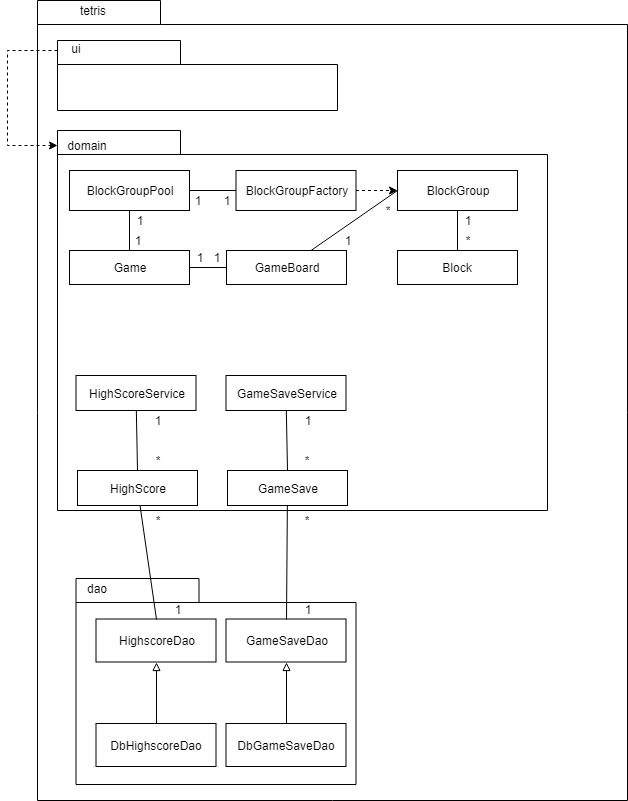 tetris
ui
domain
BlockGroupPool
1
1
BlockGroupFactory
BlockGroup
1
1
*
1
*
1
Game
1
1
GameBoard
Block
HighScoreService
GameSaveService
1
1
*
*
HighScore
GameSave
*
*
dao
1
1
HighscoreDao
GameSaveDao
DbHighscoreDao
DbGameSaveDao